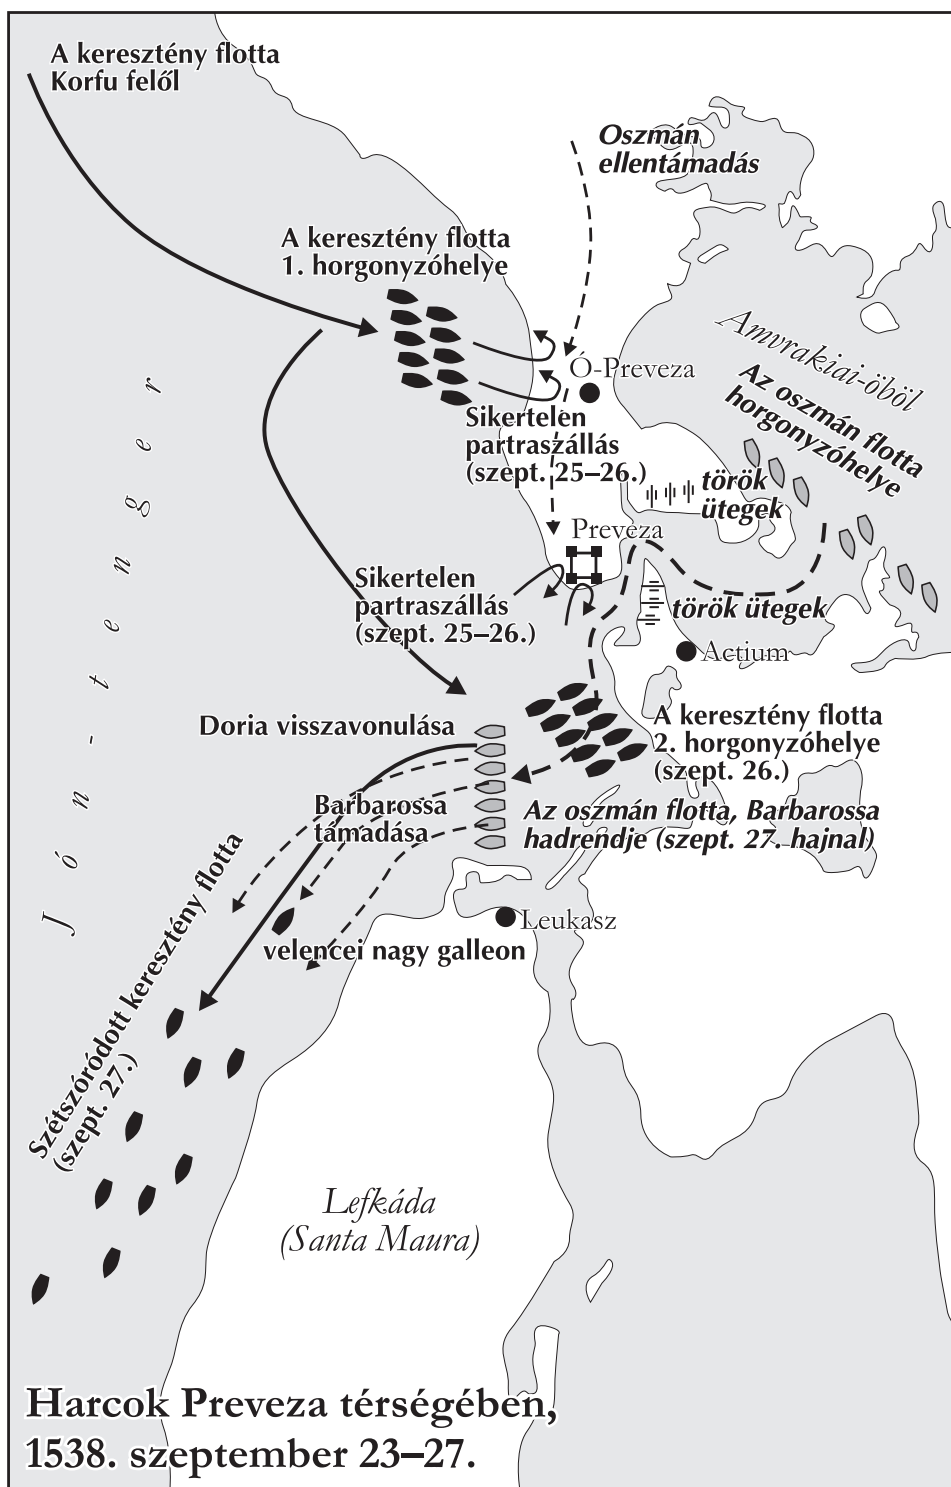 A keresztény flotta
Korfu felől
Oszmán
ellentámadás
A keresztény flotta
1. horgonyzóhelye
Amvrakiai-öböl
Az oszmán flotta
horgonyzóhelye
Ó-Preveza
Sikertelen
partraszállás
(szept. 25–26.)
török
ütegek
Preveza
Sikertelen
partraszállás
(szept. 25–26.)
török ütegek
Actium
Jón-tenger
Doria visszavonulása
A keresztény flotta
2. horgonyzóhelye
(szept. 26.)
Barbarossa
támadása
Az oszmán flotta, Barbarossa
hadrendje (szept. 27. hajnal)
Leukasz
velencei nagy galleon
Szétszóródott keresztény flotta
(szept. 27.)
Lefkáda
(Santa Maura)
Harcok Preveza térségében,
1538. szeptember 23–27.